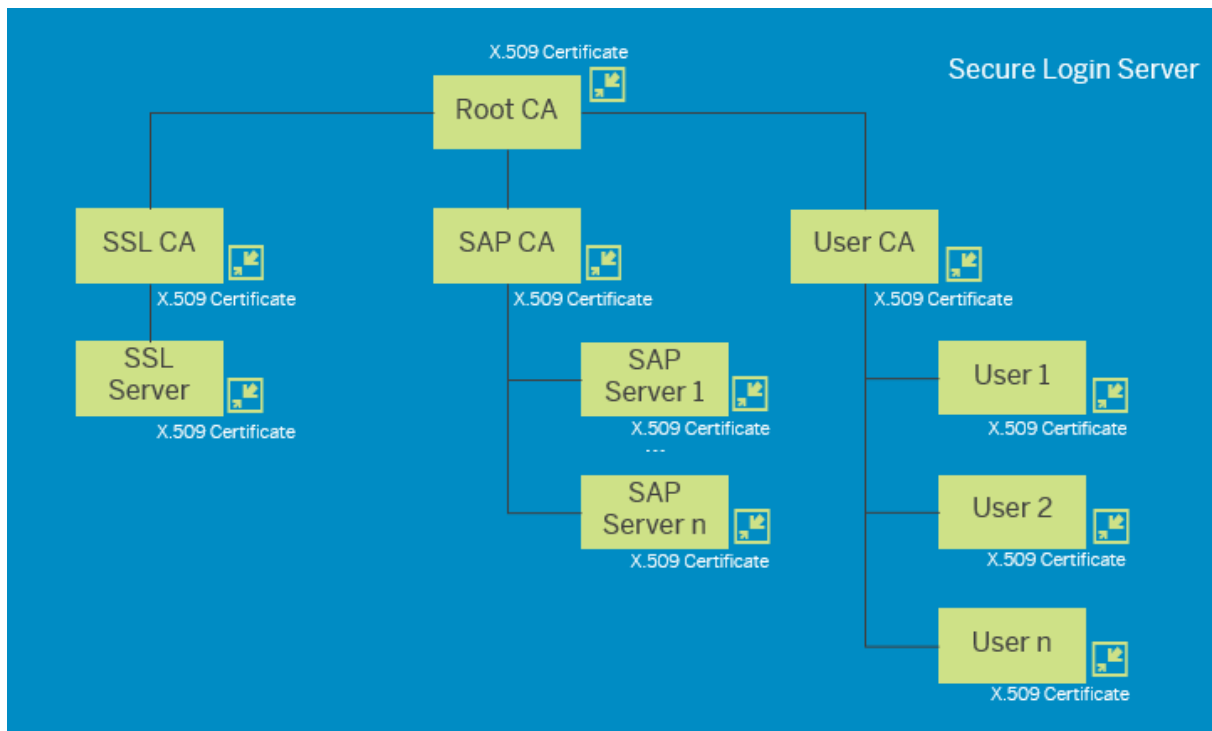 X.509 Certificate
Secure Login Server
Root CA
SSL CA
X.509 Certificate
SAP CA
X.509 Certificate
User CA
X.509 Certificate
SSL
Server
X.509 Certificate
SAP
Server 1
X.509 Certificate
---
SAP
Server n
X.509 Certificate
User 1
X.509 Certificate
User 2
X.509 Certificate
User n
X.509 Certificate